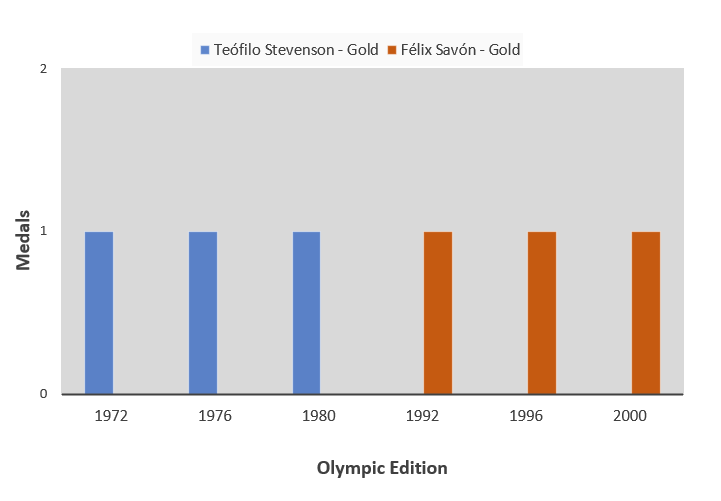 Teófilo Stevenson - Gold Félix Savón - Gold
2
1
0
Medals
1972 1976 1980 1992 1996 2000
Olympic Edition